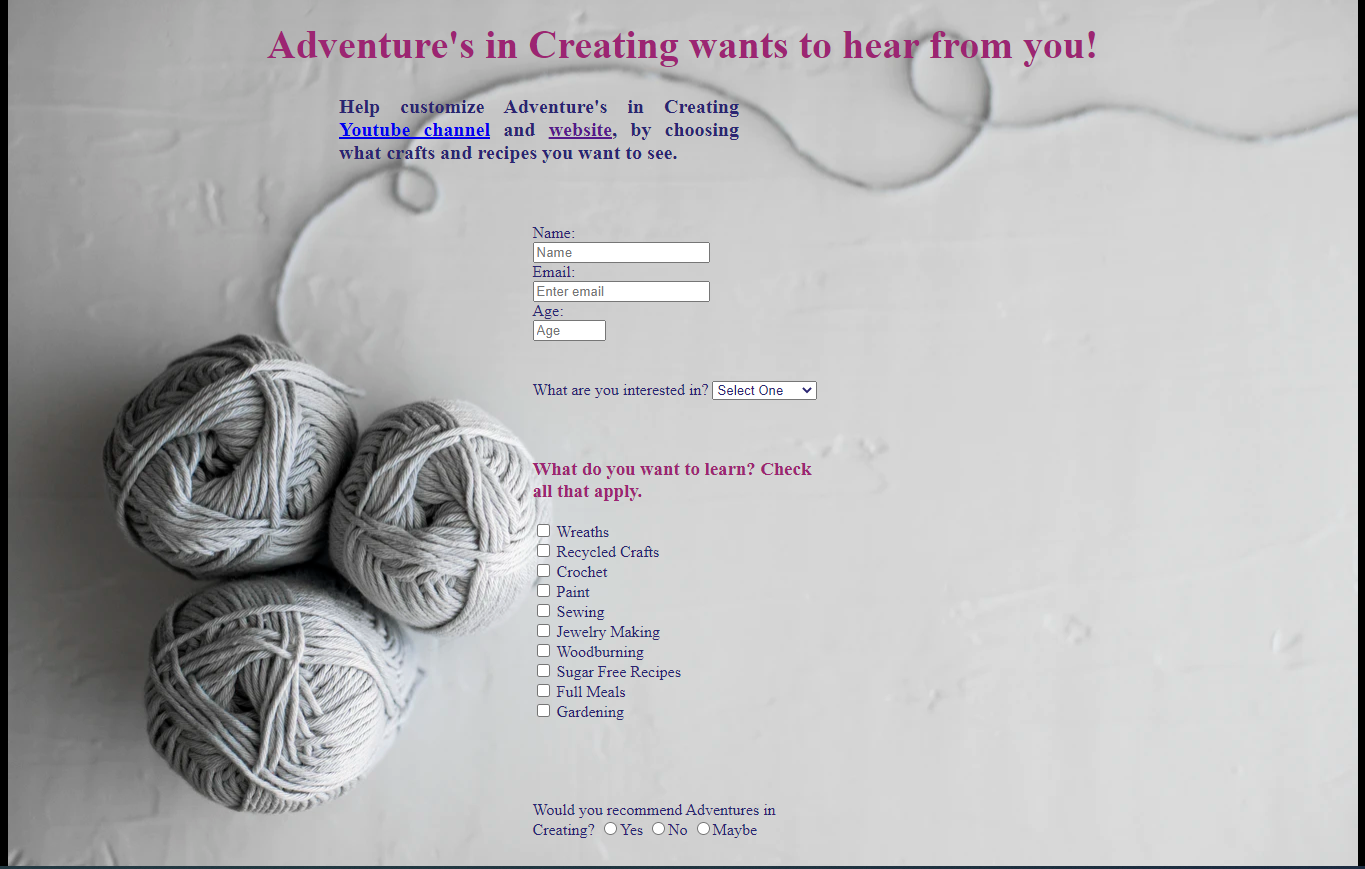 Adventure's in Creating wants to hear from you!
Help customize Adventure's in Creating
Youtube channel and website, by choosing
what crafts and recipes you want to see.
Name:
Name
Email:
Enter email
Age:
Age
What are you interested in? Select One
What do you want to learn? Check
all that apply.
Wreaths
Recycled Crafts
Crochet
Paint
Sewing
Jewelry Making
Woodburning
Sugar Free Recipes
Full Meals
Gardening
Would you recommend Adventures in
Creating? Yes No Maybe